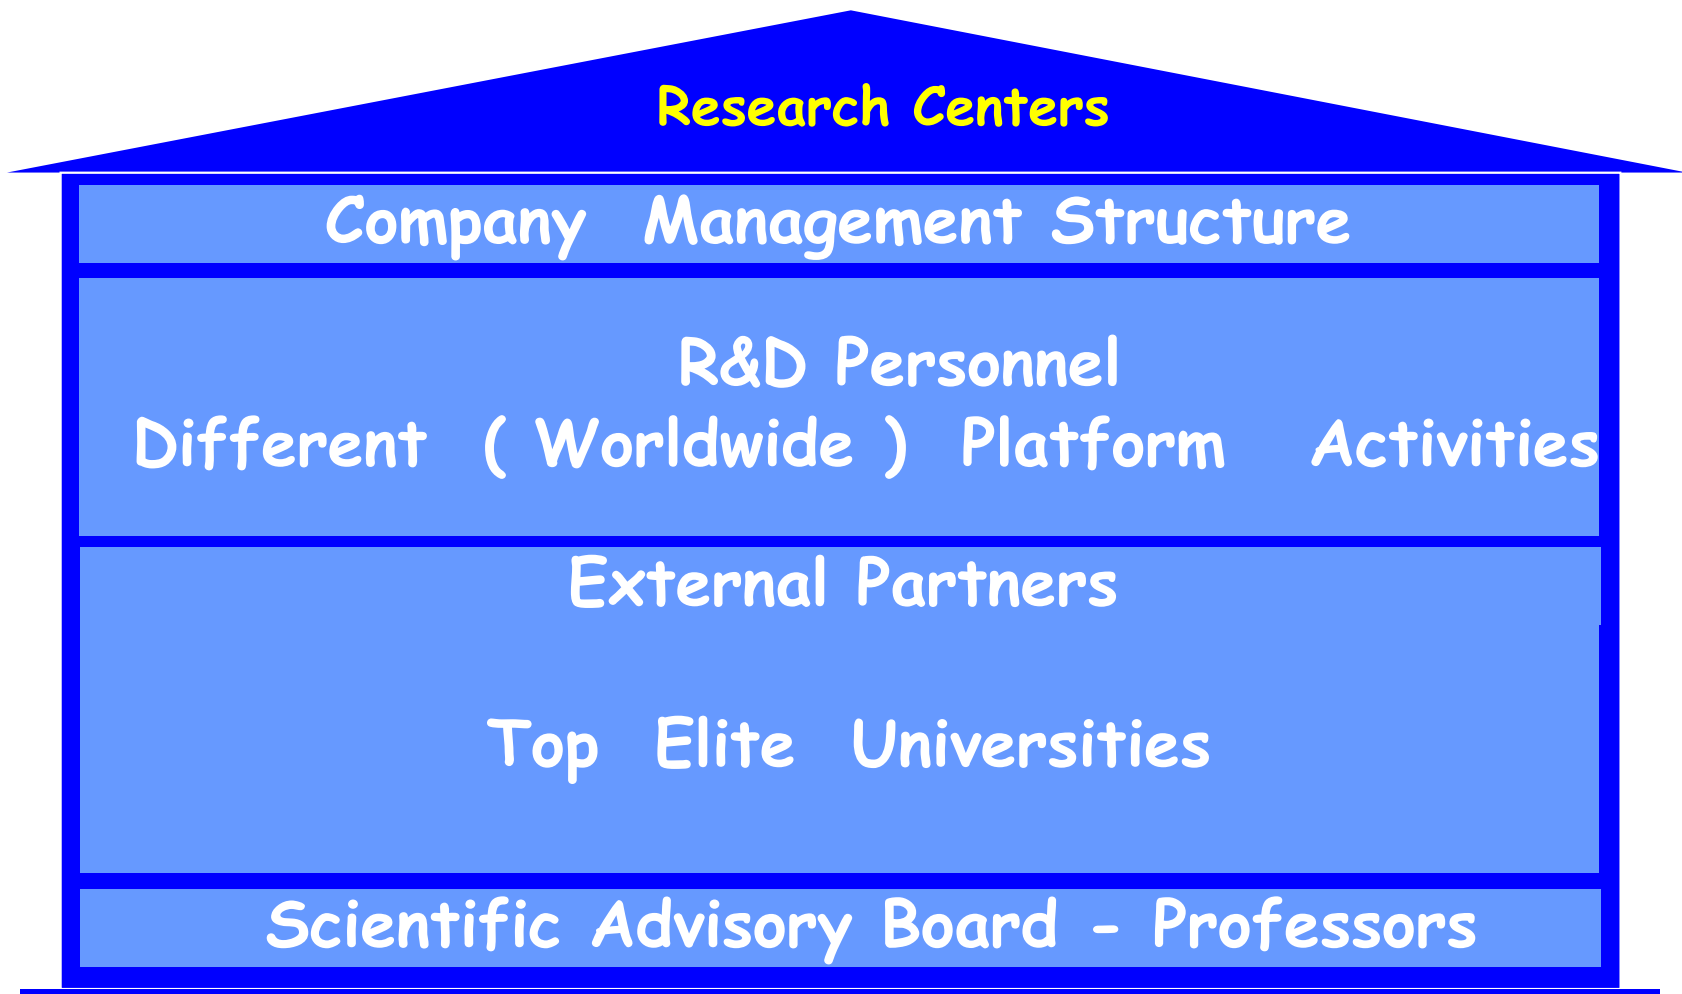 Research Centers
Company Management Structure
R&D Personnel
Different ( Worldwide ) Platform Activities
External Partners
Top Elite Universities
Scientific Advisory Board - Professors